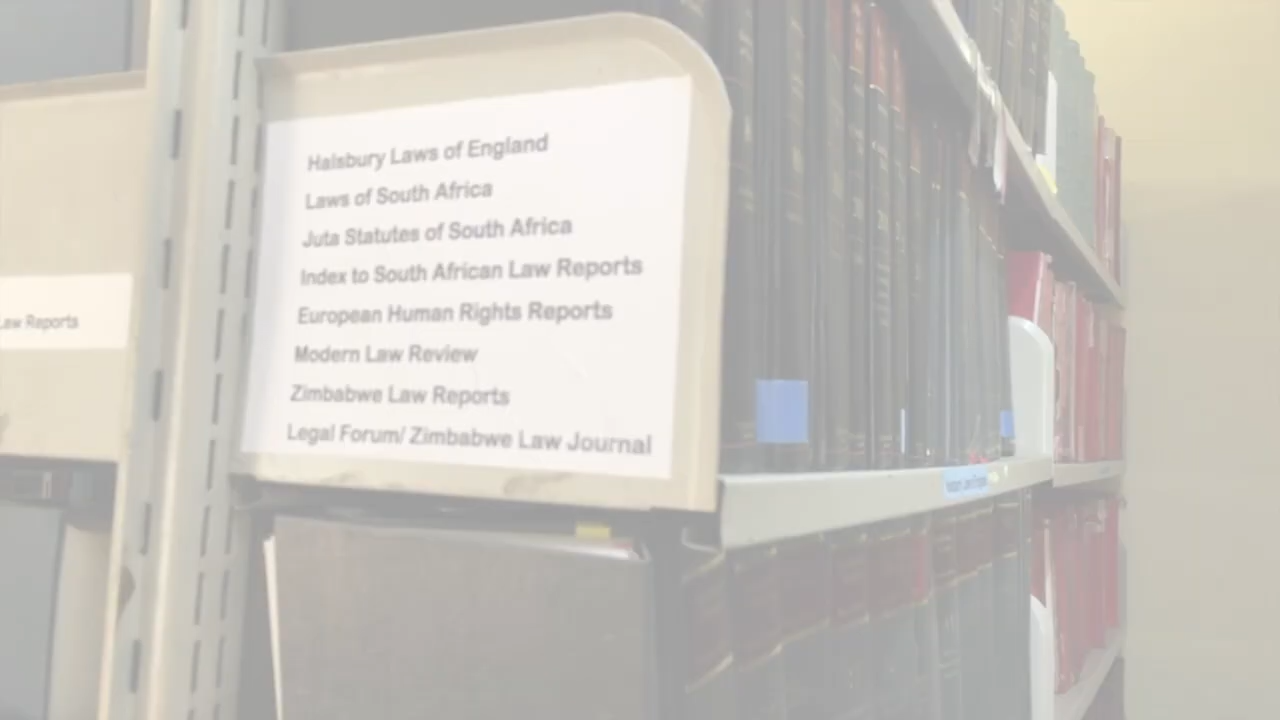 Halsbury Laws of England
Laws of South Africa
Juta Statutes of South Africa
Index to South African Law Reports
European Human Rights Reports
Modern Law Review
Zimbabwe Law Reports
Legal Forum/ Zimbabwe Law Journal
Law Reports